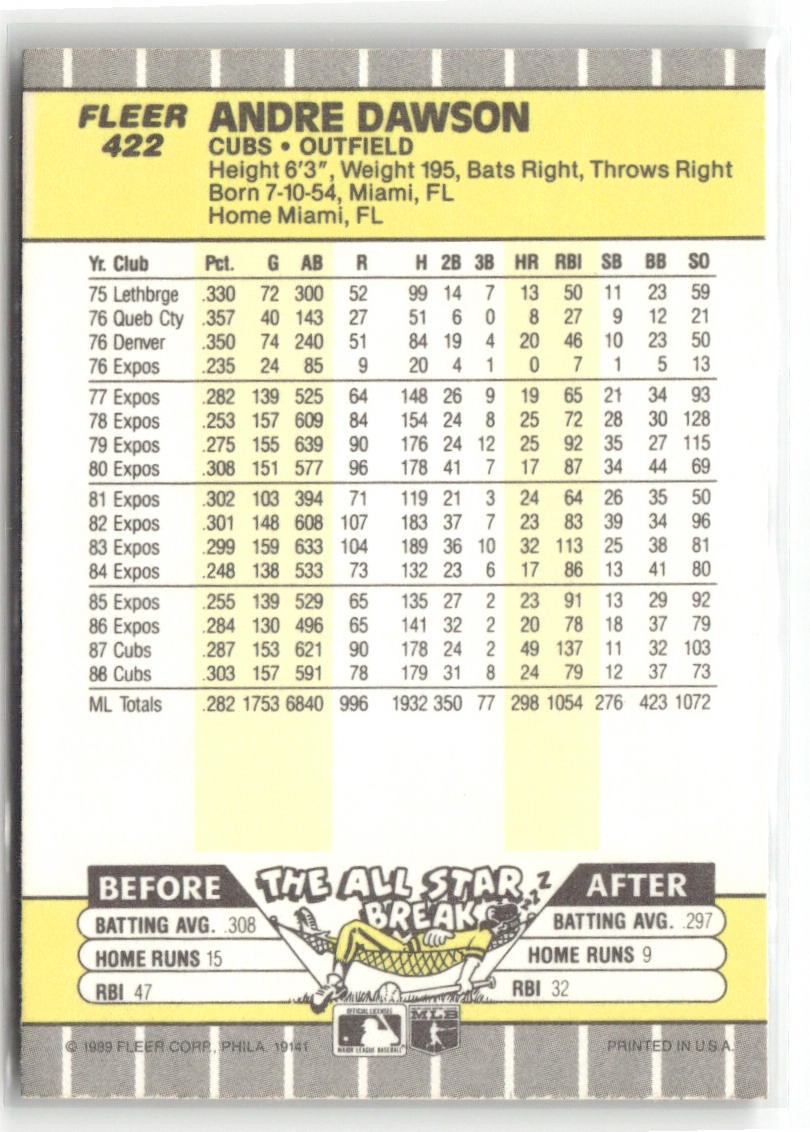 FLEER ANDRE DAWSON
422 CUBS • OUTFIELD
Height 6'3", Weight 195, Bats Right, Throws Right
Born 7-10-54, Miami, FL
Home Miami, FL
Yr. Club Pct. G AB R H 2B 3B HR RBI SB BB SO
75 Lethbrge .330 72 300 52 99 14 7 13 50 11 23 59
76 Queb Cty .357 40 143 27 51 6 0 8 27 9 12 21
76 Denver .350 74 240 51 84 19 4 20 46 10 23 50
76 Expos .235 24 85 9 20 4 1 0 7 1 5 13
77 Expos .282 139 525 64 148 26 9 19 65 21 34 93
78 Expos .253 157 609 84 154 24 8 25 72 28 30 128
79 Expos .275 155 639 90 176 24 12 25 92 35 27 115
80 Expos .308 151 577 96 178 41 7 17 87 34 44 69
81 Expos .302 103 394 71 119 21 3 24 64 26 35 50
82 Expos .301 148 608 107 183 37 7 23 83 39 34 96
83 Expos .299 159 633 104 189 36 10 32 113 25 38 81
84 Expos .248 138 533 73 132 23 6 17 86 13 41 80
85 Expos .255 139 529 65 135 27 2 23 91 13 29 92
86 Expos .284 130 496 65 141 32 2 20 78 18 37 79
87 Cubs .287 153 621 90 178 24 2 49 137 11 32 103
88 Cubs .303 157 591 78 179 31 8 24 79 12 37 73
ML Totals .282 1753 6840 996 1932 350 77 298 1054 276 423 1072
BEFORE THE ALL STAR BREAK ZZZZ AFTER
BATTING AVG. .308 BATTING AVG. .297
HOME RUNS 15 HOME RUNS 9
RBI 47 RBI 32
OFFICIAL LICENSEE MLB
MAJOR LEAGUE BASEBALL
© 1989 FLEER CORP., PHILA. 19141 PRINTED IN U.S.A.